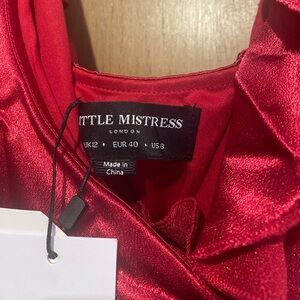 ITTLE MISTRESS
LONDON
UK12 • EUR 40 • US 8
Made in
China